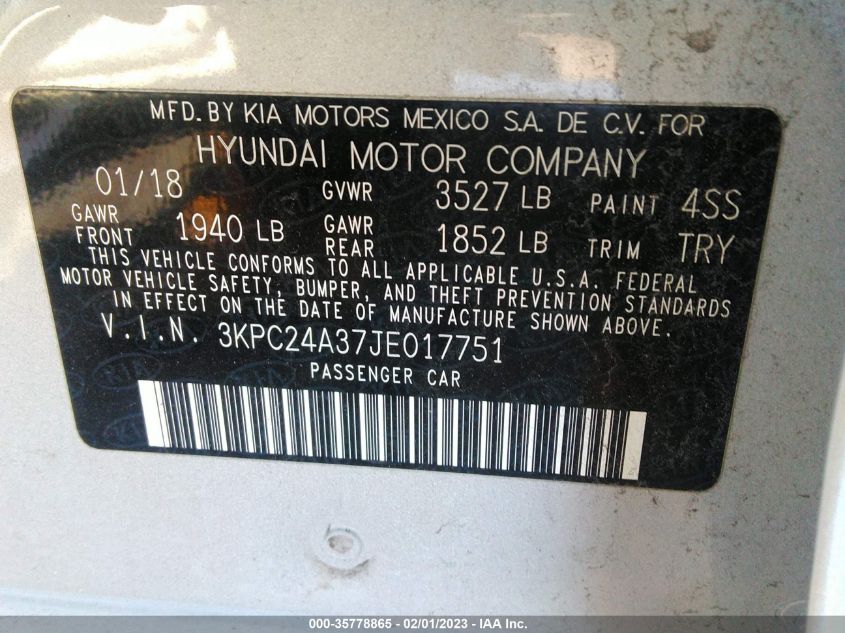 MFD. BY KIA MOTORS MEXICO S.A. DE C.V. FOR
HYUNDAI MOTOR COMPANY
01/18 GVWR 3527 LB PAINT 4SS
GAWR FRONT 1940 LB GAWR REAR 1852 LB TRIM TRY
THIS VEHICLE CONFORMS TO ALL APPLICABLE U.S.A. FEDERAL
MOTOR VEHICLE SAFETY, BUMPER, AND THEFT PREVENTION STANDARDS
IN EFFECT ON THE DATE OF MANUFACTURE SHOWN ABOVE.
V.I.N. 3KPC24A37JE017751
PASSENGER CAR
000-35778865 - 02/01/2023 - IAA Inc.